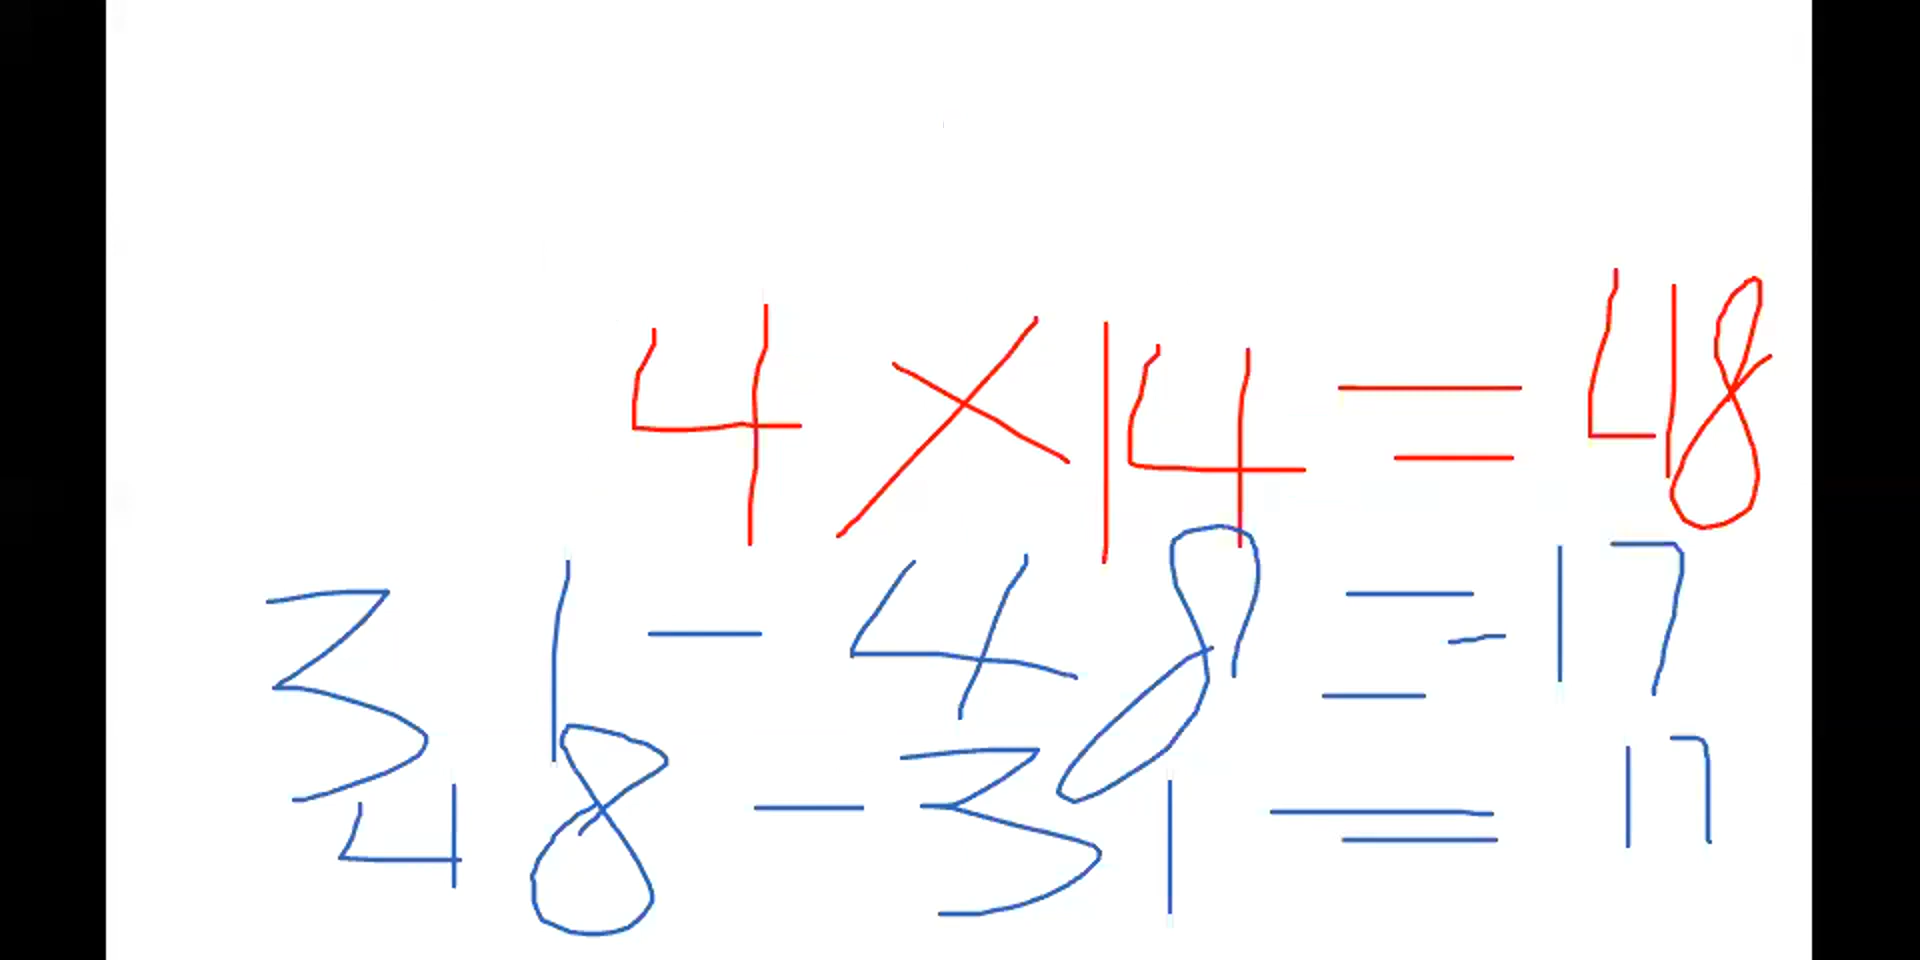 4 × 14 = 48
31 - 48 = -17
48 - 31 = 17